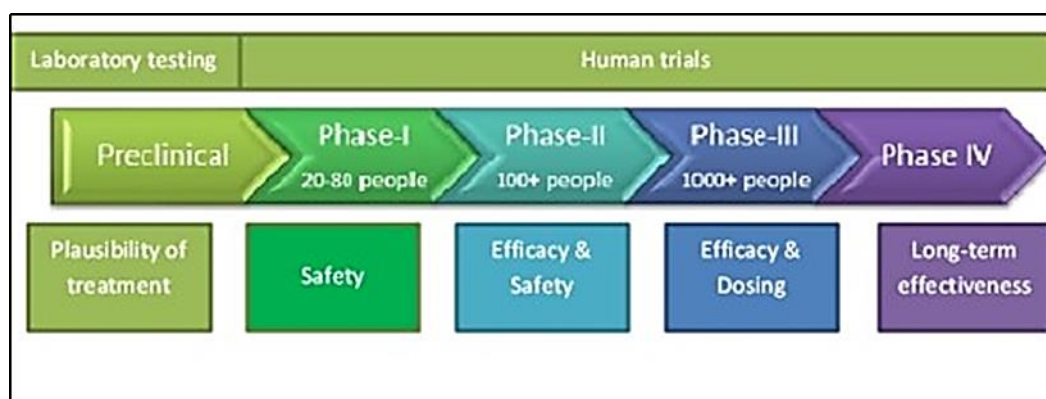 Laboratory testing
Human trials
Preclinical
Phase-I
20-80 people
Phase-II
100+ people
Phase-III
1000+ people
Phase IV
Plausibility of
treatment
Safety
Efficacy &
Safety
Efficacy &
Dosing
Long-term
effectiveness